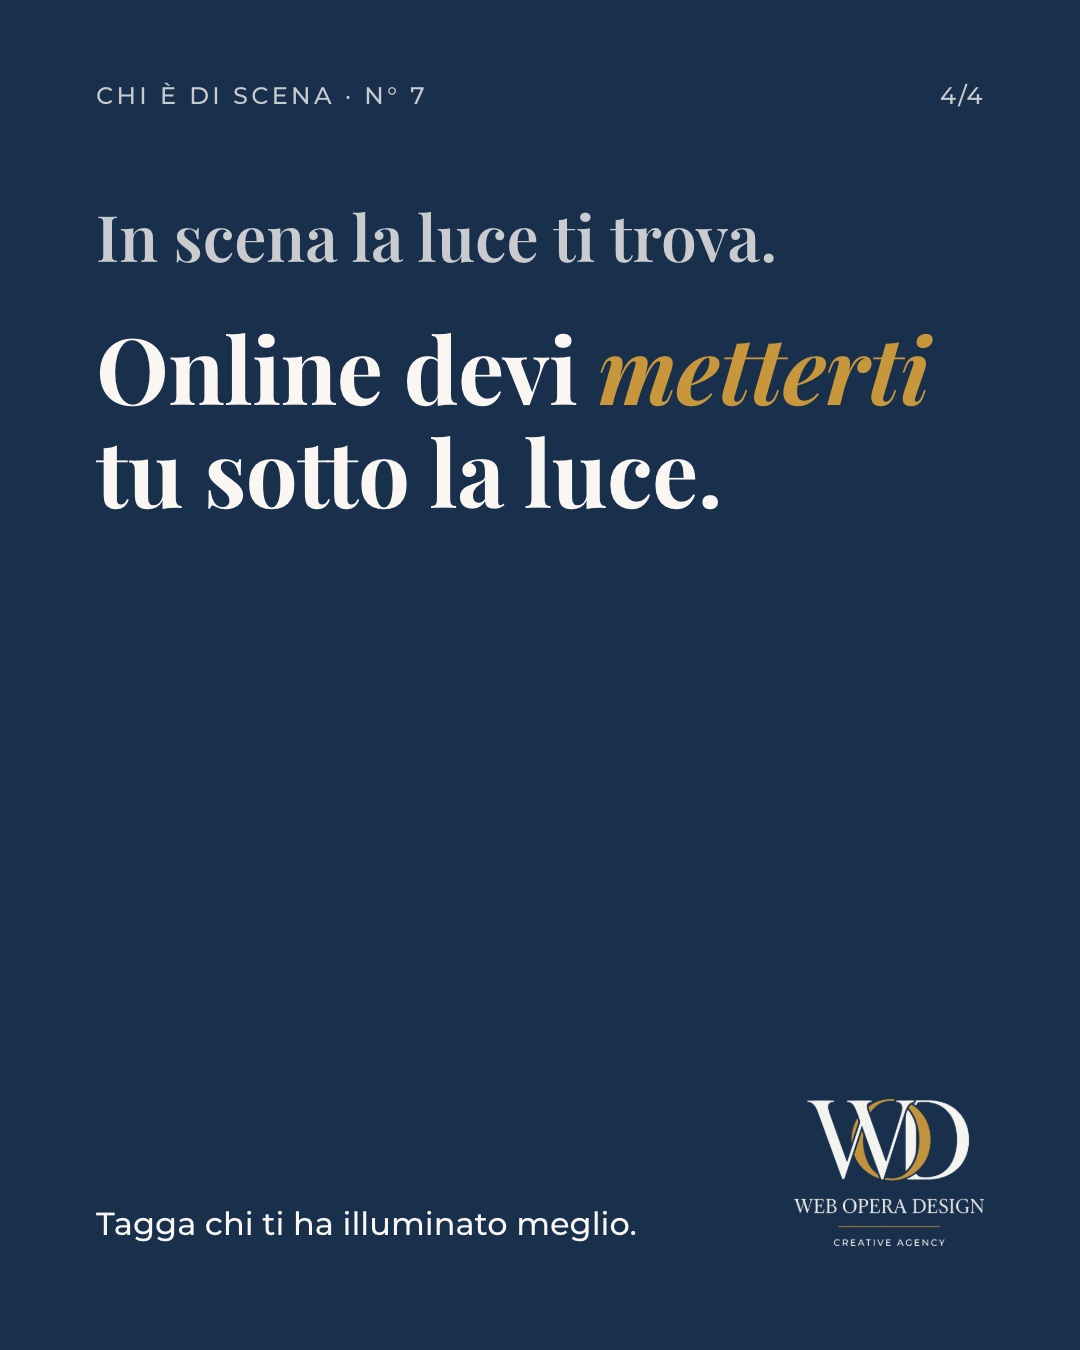 CHI È DI SCENA · Nº 7
4/4
In scena la luce ti trova.
Online devi metterti
tu sotto la luce.
Tagga chi ti ha illuminato meglio.
WOD
WEB OPERA DESIGN
CREATIVE AGENCY